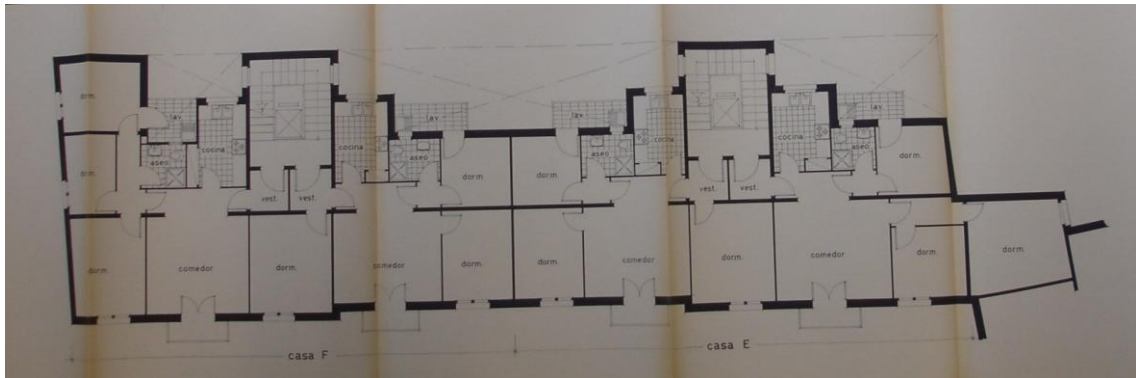 dorm.
lav.
cocina
aseo
dorm.
vest.
vest.
dorm.
comedor
dorm.
cocina
lav.
aseo
dorm.
comedor
dorm.
dorm.
lav.
aseo
cocina
dorm.
comedor
vest.
vest.
cocina
lav.
aseo
dorm.
dorm.
comedor
dorm.
dorm.
casa F
casa E